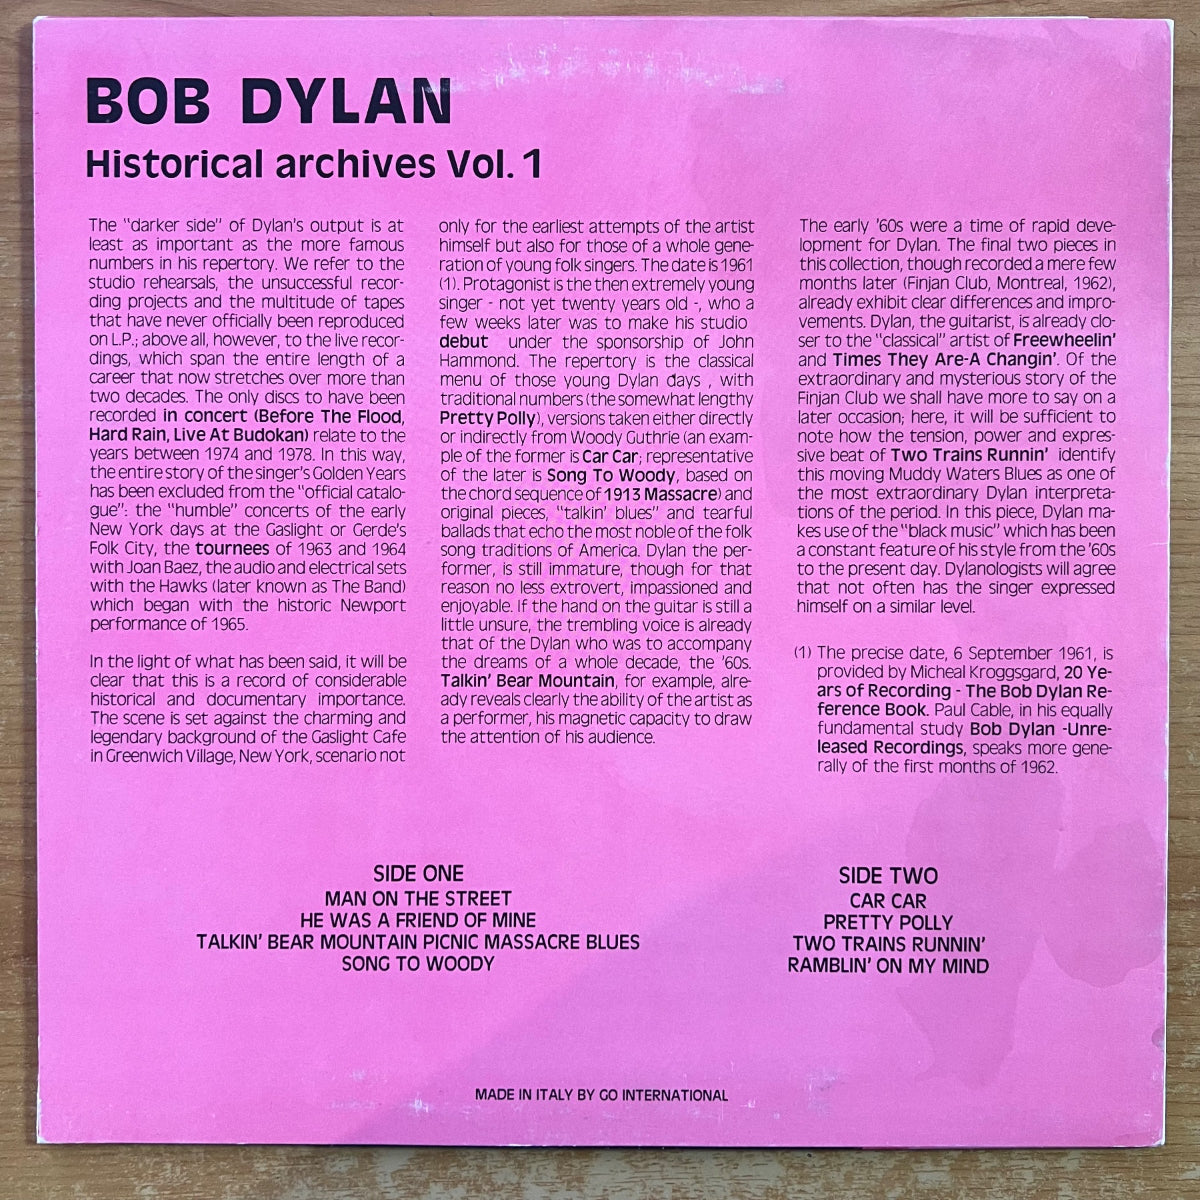 BOB DYLAN
Historical archives Vol. 1
The "darker side" of Dylan's output is at
least as important as the more famous
numbers in his repertory. We refer to the
studio rehearsals, the unsuccessful recor-
ding projects and the multitude of tapes
that have never officially been reproduced
on L.P.; above all, however, to the live recor-
dings, which span the entire length of a
career that now stretches over more than
two decades. The only discs to have been
recorded in concert (Before The Flood,
Hard Rain, Live At Budokan) relate to the
years between 1974 and 1978. In this way,
the entire story of the singer's Golden Years
has been excluded from the "official catalo-
gue": the "humble" concerts of the early
New York days at the Gaslight or Gerde's
Folk City, the tournees of 1963 and 1964
with Joan Baez, the audio and electrical sets
with the Hawks (later known as The Band)
which began with the historic Newport
performance of 1965.
In the light of what has been said, it will be
clear that this is a record of considerable
historical and documentary importance.
The scene is set against the charming and
legendary background of the Gaslight Cafe
in Greenwich Village, New York, scenario not
only for the earliest attempts of the artist
himself but also for those of a whole gene-
ration of young folk singers. The date is 1961
(1). Protagonist is the then extremely young
singer - not yet twenty years old -, who a
few weeks later was to make his studio
debut under the sponsorship of John
Hammond. The repertory is the classical
menu of those young Dylan days , with
traditional numbers (the somewhat lengthy
Pretty Polly), versions taken either directly
or indirectly from Woody Guthrie (an exam-
ple of the former is Car Car; representative
of the later is Song To Woody, based on
the chord sequence of 1913 Massacre) and
original pieces, "talkin' blues" and tearful
ballads that echo the most noble of the folk
song traditions of America. Dylan the per-
former, is still immature, though for that
reason no less extrovert, impassioned and
enjoyable. If the hand on the guitar is still a
little unsure, the trembling voice is already
that of the Dylan who was to accompany
the dreams of a whole decade, the '60s.
Talkin' Bear Mountain, for example, alre-
ady reveals clearly the ability of the artist as
a performer, his magnetic capacity to draw
the attention of his audience.
The early '60s were a time of rapid deve-
lopment for Dylan. The final two pieces in
this collection, though recorded a mere few
months later (Finjan Club, Montreal, 1962),
already exhibit clear differences and impro-
vements. Dylan, the guitarist, is already clo-
ser to the "classical" artist of Freewheelin'
and Times They Are-A Changin'. Of the
extraordinary and mysterious story of the
Finjan Club we shall have more to say on a
later occasion; here, it will be sufficient to
note how the tension, power and expres-
sive beat of Two Trains Runnin' identify
this moving Muddy Waters Blues as one of
the most extraordinary Dylan interpreta-
tions of the period. In this piece, Dylan ma-
kes use of the "black music" which has been
a constant feature of his style from the '60s
to the present day. Dylanologists will agree
that not often has the singer expressed
himself on a similar level.
(1) The precise date, 6 September 1961, is
provided by Micheal Kroggsgard, 20 Ye-
ars of Recording - The Bob Dylan Re-
ference Book. Paul Cable, in his equally
fundamental study Bob Dylan -Unre-
leased Recordings, speaks more gene-
rally of the first months of 1962.
SIDE ONE
MAN ON THE STREET
HE WAS A FRIEND OF MINE
TALKIN' BEAR MOUNTAIN PICNIC MASSACRE BLUES
SONG TO WOODY
SIDE TWO
CAR CAR
PRETTY POLLY
TWO TRAINS RUNNIN'
RAMBLIN' ON MY MIND
MADE IN ITALY BY GO INTERNATIONAL